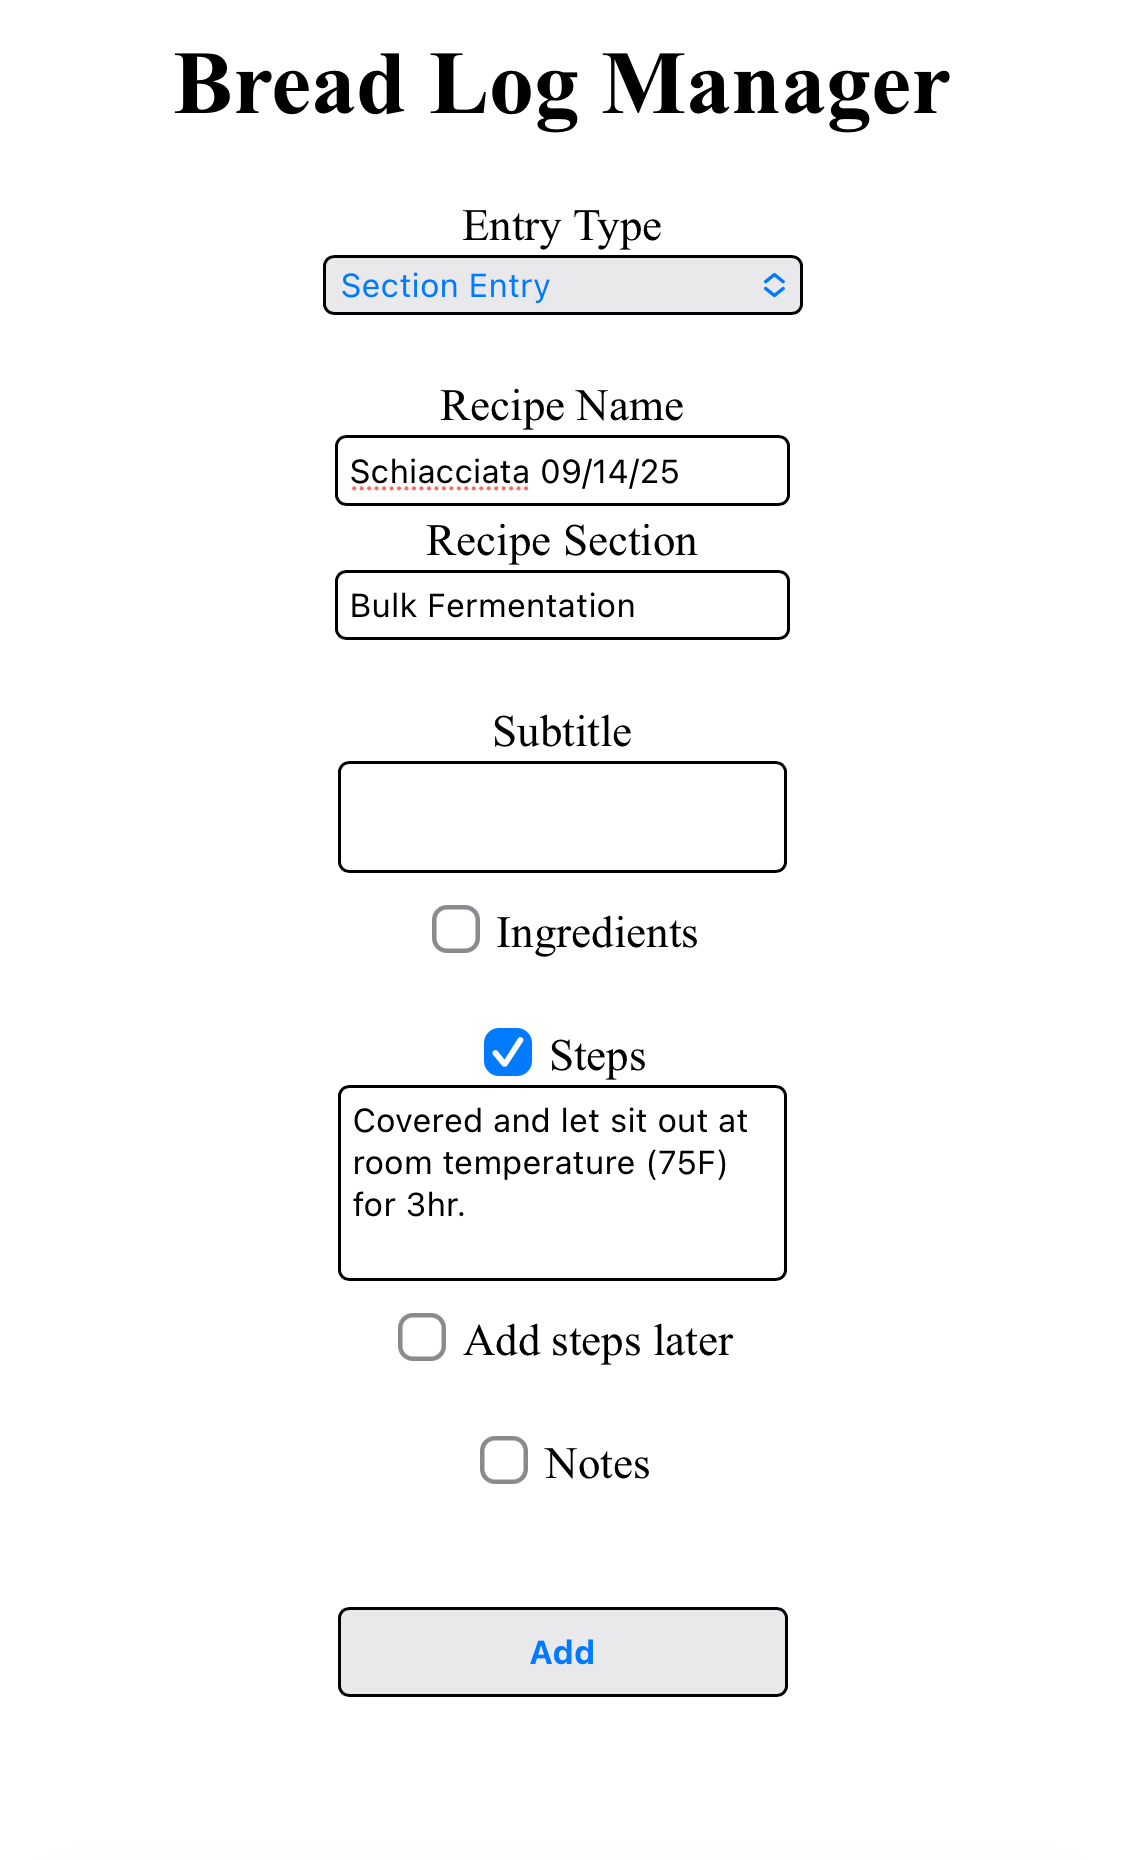 Bread Log Manager
Entry Type
Section Entry
Recipe Name
Schiacciata 09/14/25
Recipe Section
Bulk Fermentation
Subtitle
Ingredients
Steps
Covered and let sit out at
room temperature (75F)
for 3hr.
Add steps later
Notes
Add